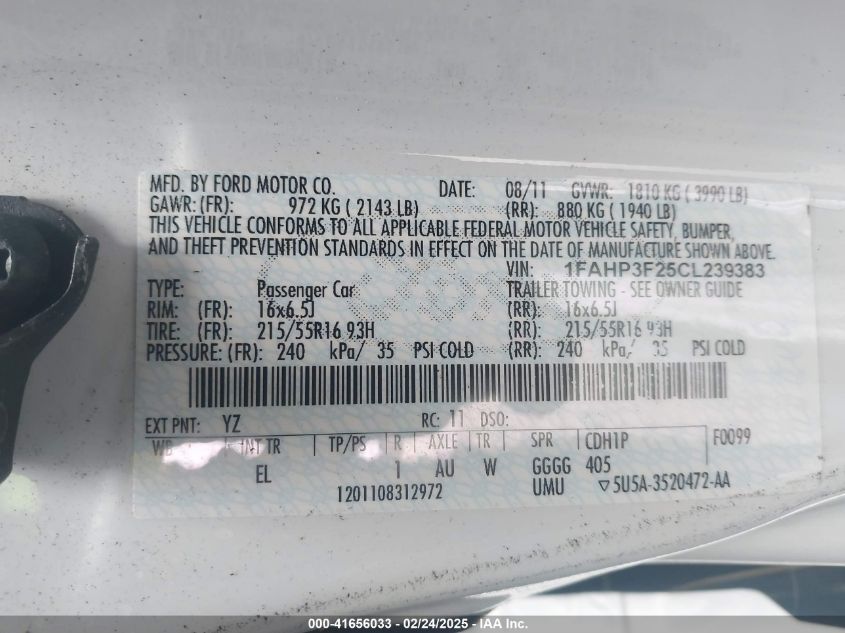 MFD. BY FORD MOTOR CO. DATE: 08/11 GVWR: 1810 KG ( 3990 LB)
GAWR: (FR): 972 KG ( 2143 LB) (RR): 880 KG ( 1940 LB)
THIS VEHICLE CONFORMS TO ALL APPLICABLE FEDERAL MOTOR VEHICLE SAFETY, BUMPER,
AND THEFT PREVENTION STANDARDS IN EFFECT ON THE DATE OF MANUFACTURE SHOWN ABOVE.
VIN: 1FAHP3F25CL239383
TYPE: Passenger Car TRAILER TOWING - SEE OWNER GUIDE
RIM: (FR): 16x6.5J (RR): 16x6.5J
TIRE: (FR): 215/55R16 93H (RR): 215/55R16 93H
PRESSURE: (FR): 240 kPa/ 35 PSI COLD (RR): 240 kPa/ 35 PSI COLD
EXT PNT: YZ RC: 11 DSO:
WB INT TR TP/PS R AXLE TR SPR CDH1P F0099
EL 1 AU W GGGG 405
1201108312972 UMU ▽5U5A-3520472-AA
000-41656033 - 02/24/2025 - IAA Inc.